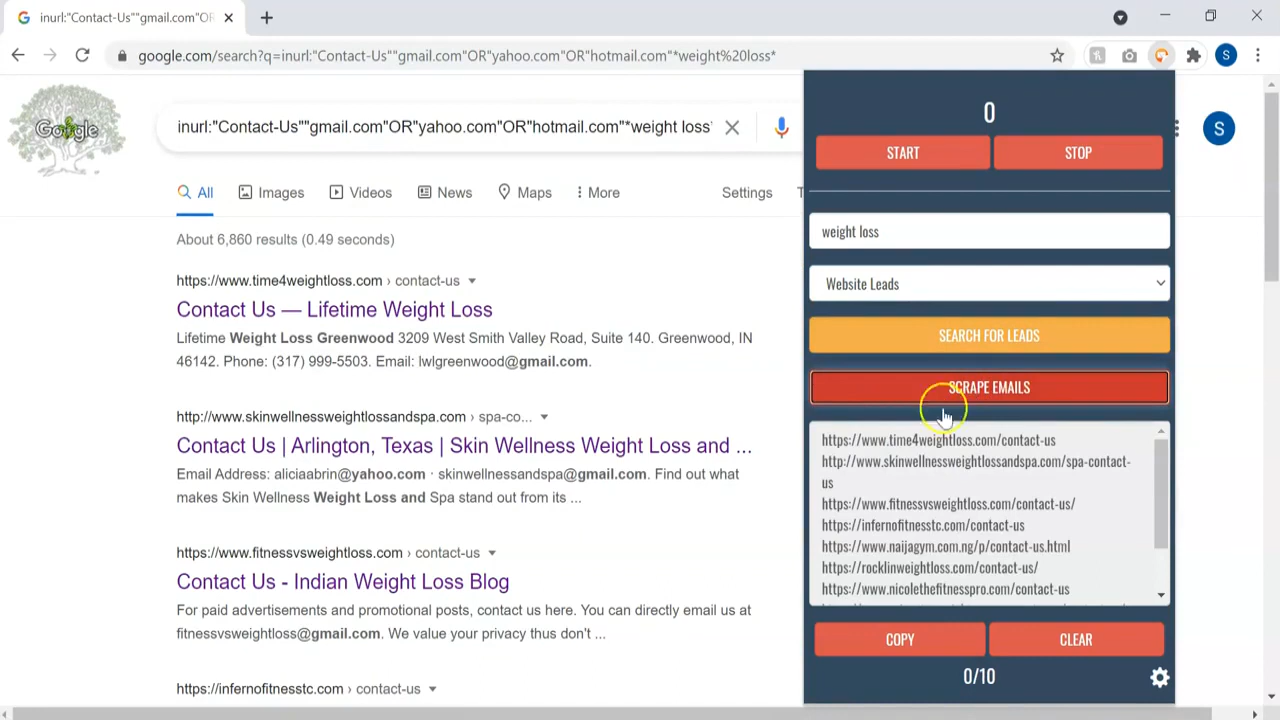 inurl:"Contact-Us""gmail.com"OR
google.com/search?q=inurl:"Contact-Us""gmail.com"OR"yahoo.com"OR"hotmail.com"*weight%20loss*
S
Google
inurl:"Contact-Us""gmail.com"OR"yahoo.com"OR"hotmail.com"*weight loss*
S
All
Images
Videos
News
Maps
More
Settings
T
About 6,860 results (0.49 seconds)
https://www.time4weightloss.com › contact-us
Contact Us — Lifetime Weight Loss
Lifetime Weight Loss Greenwood 3209 West Smith Valley Road, Suite 140. Greenwood, IN
46142. Phone: (317) 999-5503. Email: lwlgreenwood@gmail.com.
http://www.skinwellnessweightlossandspa.com › spa-co...
Contact Us | Arlington, Texas | Skin Wellness Weight Loss and ...
Email Address: aliciaabrin@yahoo.com · skinwellnessandspa@gmail.com. Find out what
makes Skin Wellness Weight Loss and Spa stand out from its ...
https://www.fitnessvsweightloss.com › contact-us
Contact Us - Indian Weight Loss Blog
For paid advertisements and promotional posts, contact us here. You can directly email us at
fitnessvsweightloss@gmail.com. We value your privacy thus don't ...
https://infernofitnesstc.com › contact-us
0
START
STOP
weight loss
Website Leads
SEARCH FOR LEADS
SCRAPE EMAILS
https://www.time4weightloss.com/contact-us
http://www.skinwellnessweightlossandspa.com/spa-contact-
us
https://www.fitnessvsweightloss.com/contact-us/
https://infernofitnesstc.com/contact-us
https://www.naijagym.com.ng/p/contact-us.html
https://rocklinweightloss.com/contact-us/
https://www.nicolethefitnesspro.com/contact-us
COPY
CLEAR
0/10